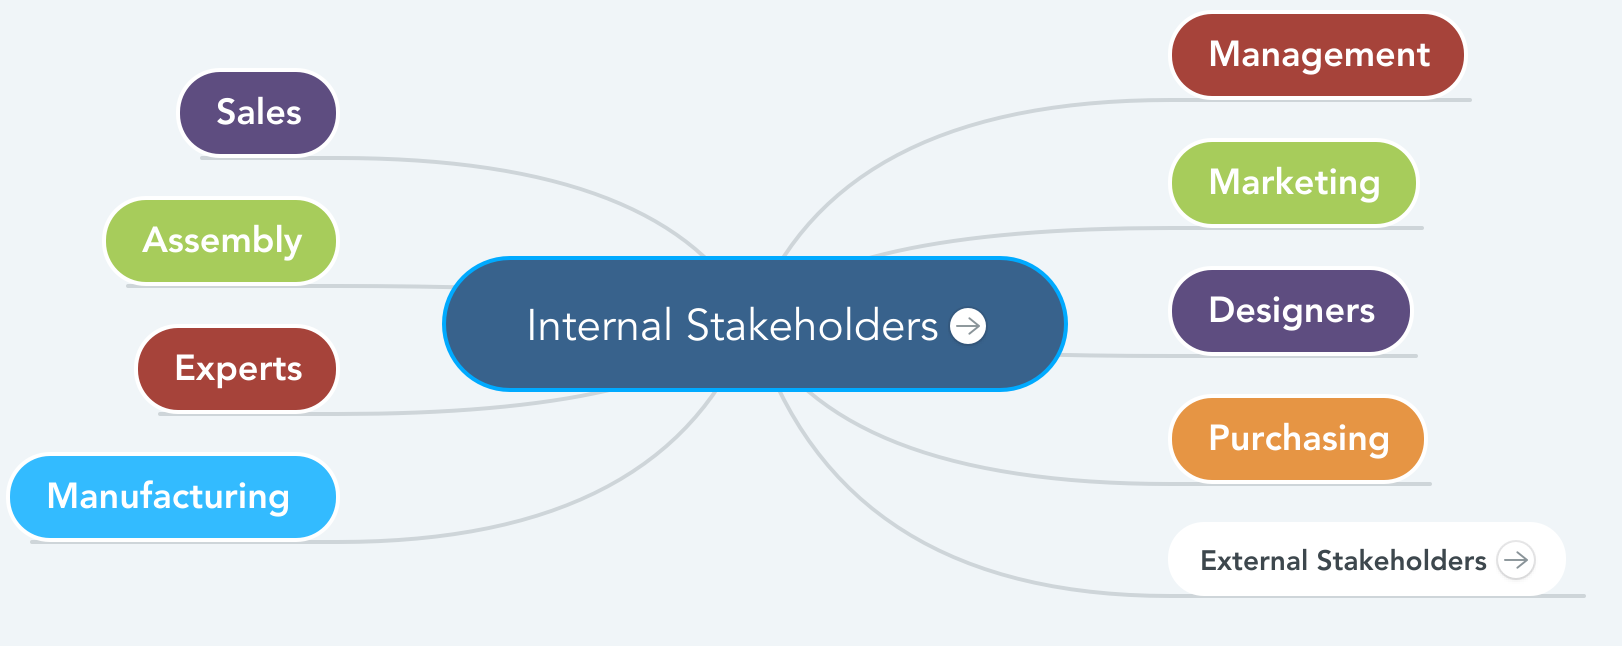 Sales
Assembly
Experts
Manufacturing
Internal Stakeholders
Management
Marketing
Designers
Purchasing
External Stakeholders